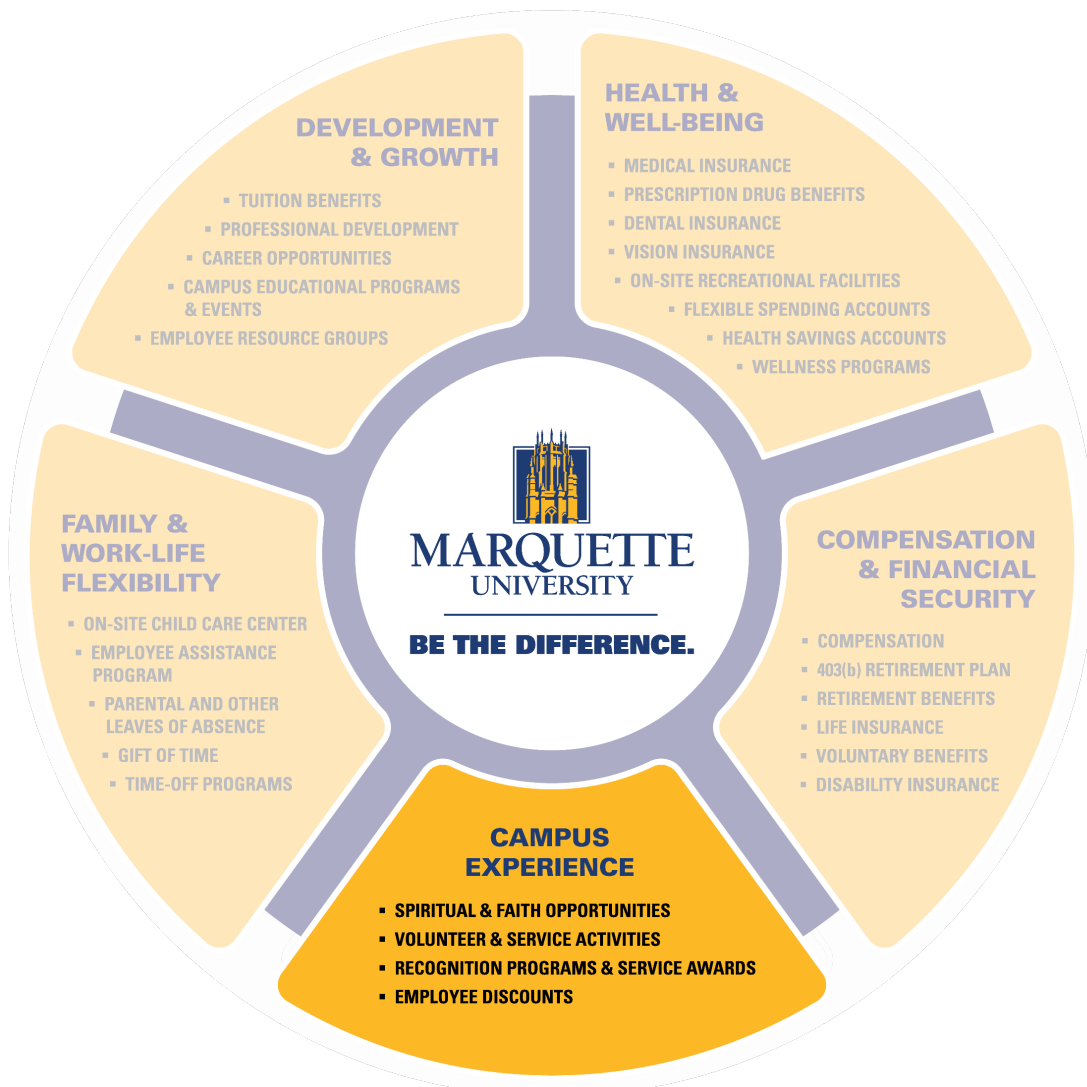 DEVELOPMENT
& GROWTH
▪ TUITION BENEFITS
▪ PROFESSIONAL DEVELOPMENT
▪ CAREER OPPORTUNITIES
▪ CAMPUS EDUCATIONAL PROGRAMS
& EVENTS
▪ EMPLOYEE RESOURCE GROUPS
HEALTH &
WELL-BEING
▪ MEDICAL INSURANCE
▪ PRESCRIPTION DRUG BENEFITS
▪ DENTAL INSURANCE
▪ VISION INSURANCE
▪ ON-SITE RECREATIONAL FACILITIES
▪ FLEXIBLE SPENDING ACCOUNTS
▪ HEALTH SAVINGS ACCOUNTS
▪ WELLNESS PROGRAMS
FAMILY &
WORK-LIFE
FLEXIBILITY
▪ ON-SITE CHILD CARE CENTER
▪ EMPLOYEE ASSISTANCE
PROGRAM
▪ PARENTAL AND OTHER
LEAVES OF ABSENCE
▪ GIFT OF TIME
▪ TIME-OFF PROGRAMS
MARQUETTE
UNIVERSITY
BE THE DIFFERENCE.
COMPENSATION
& FINANCIAL
SECURITY
▪ COMPENSATION
▪ 403(b) RETIREMENT PLAN
▪ RETIREMENT BENEFITS
▪ LIFE INSURANCE
▪ VOLUNTARY BENEFITS
▪ DISABILITY INSURANCE
CAMPUS
EXPERIENCE
▪ SPIRITUAL & FAITH OPPORTUNITIES
▪ VOLUNTEER & SERVICE ACTIVITIES
▪ RECOGNITION PROGRAMS & SERVICE AWARDS
▪ EMPLOYEE DISCOUNTS